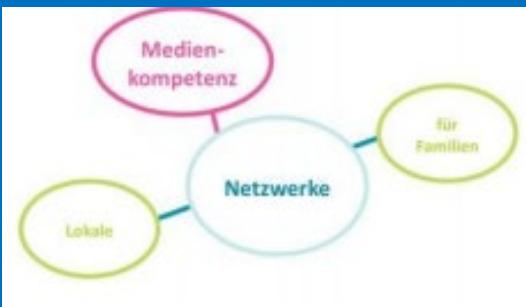 Medien-
kompetenz
für
Familien
Netzwerke
Lokale